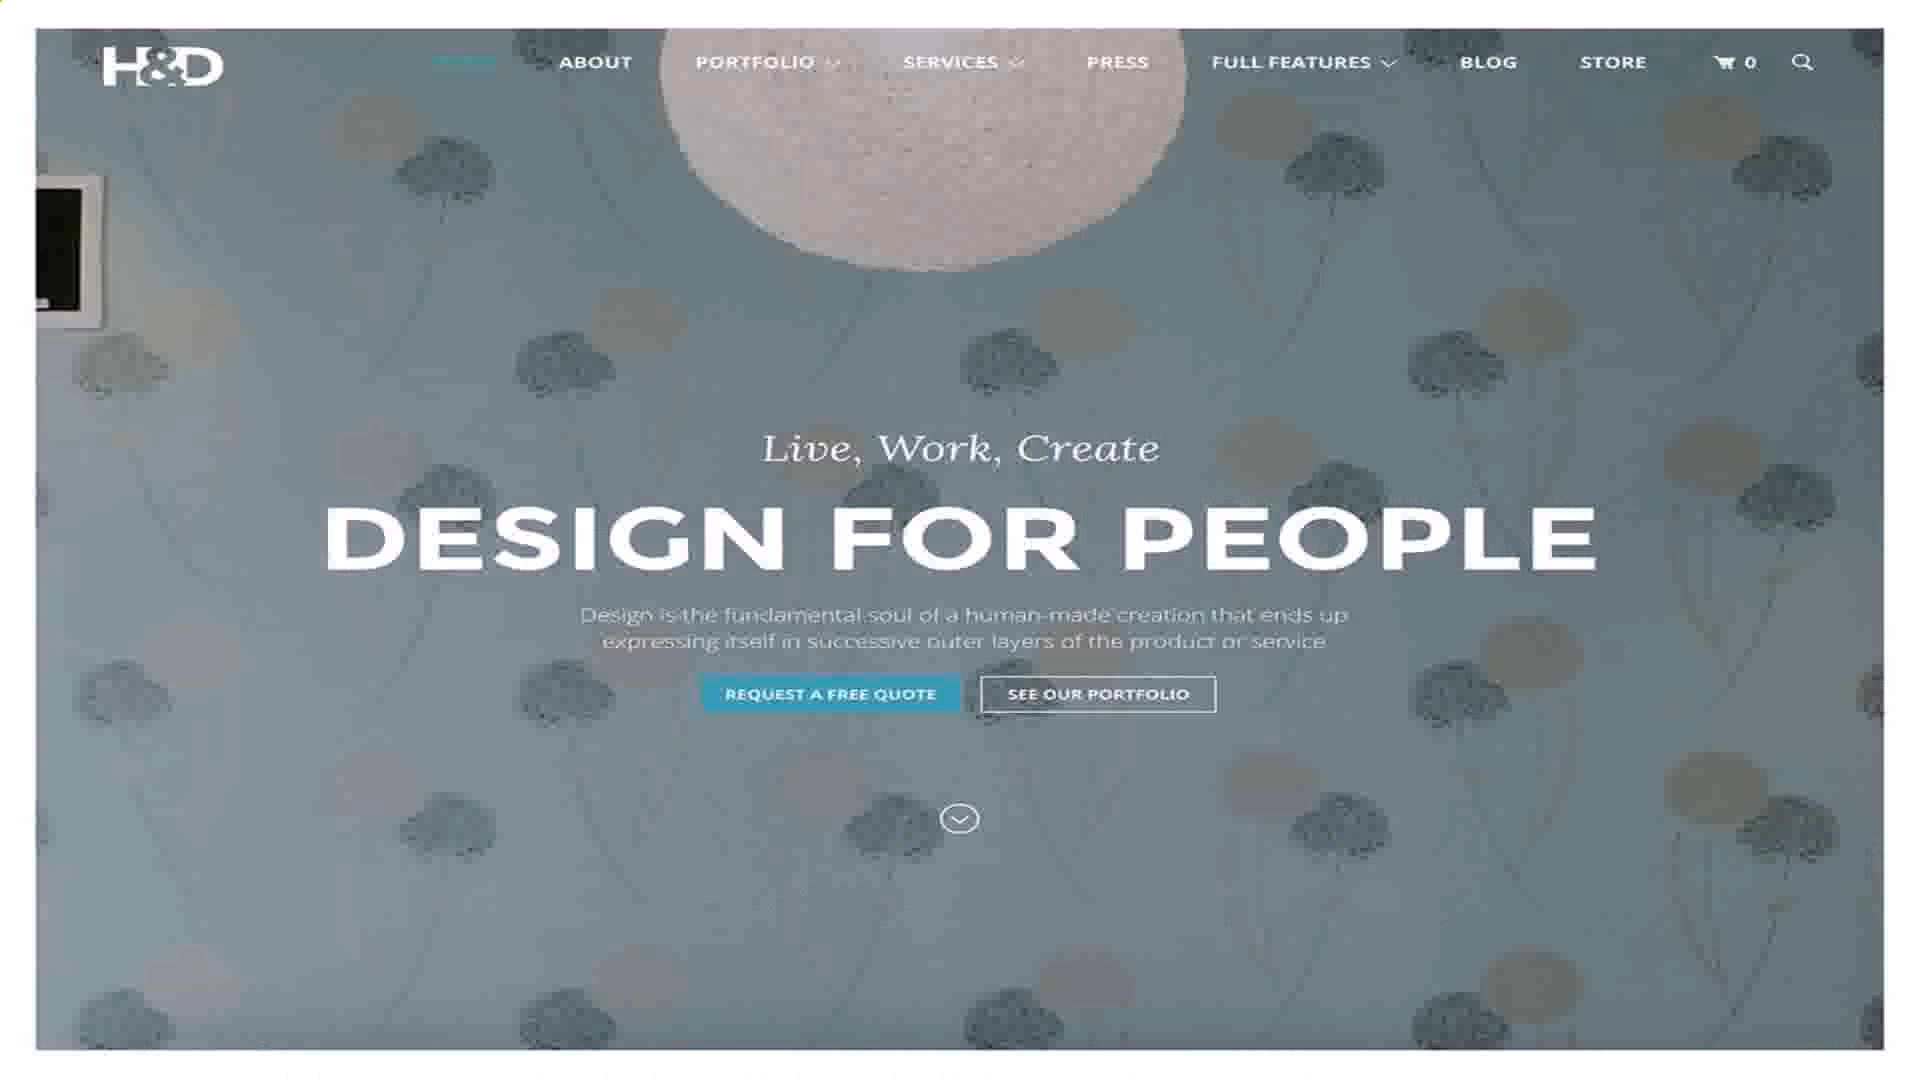 H&D
ABOUT PORTFOLIO SERVICES PRESS FULL FEATURES BLOG STORE 0
Live, Work, Create
DESIGN FOR PEOPLE
Design is the fundamental soul of a human-made creation that ends up
expressing itself in successive outer layers of the product or service
REQUEST A FREE QUOTE SEE OUR PORTFOLIO